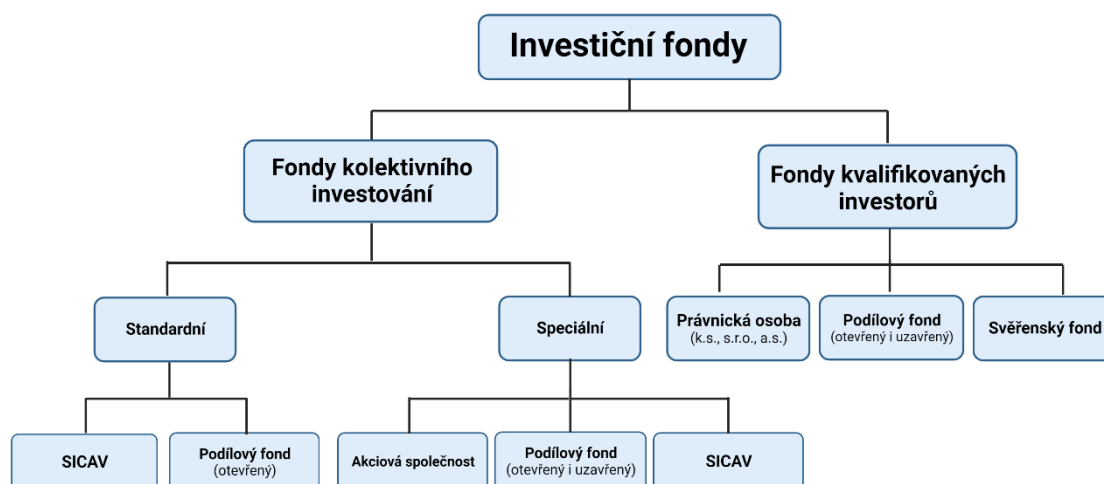 Investiční fondy
Fondy kolektivního
investování
Fondy kvalifikovaných
investorů
Standardní
Speciální
Právnická osoba
(k.s., s.r.o., a.s.)
Podílový fond
(otevřený i uzavřený)
Svěřenský fond
SICAV
Podílový fond
(otevřený)
Akciová společnost
Podílový fond
(otevřený i uzavřený)
SICAV